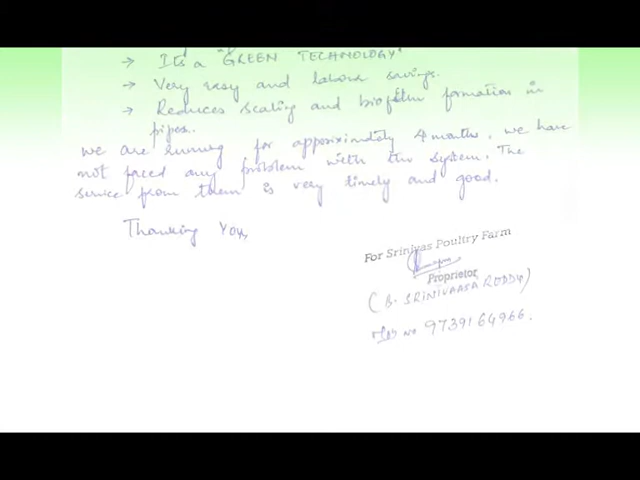 → It's a "GREEN TECHNOLOGY"
→ Very easy and labour savings.
→ Reduces scaling and biofilm formation in
pipes.
We are running for approximately 4 months, we have
not faced any problem with the system. The
service from them is very timely and good.
Thanking You,
For Srinivas Poultry Farm
Proprietor
(B. SRINIVAASA REDDY)
Mob No 9739164966.